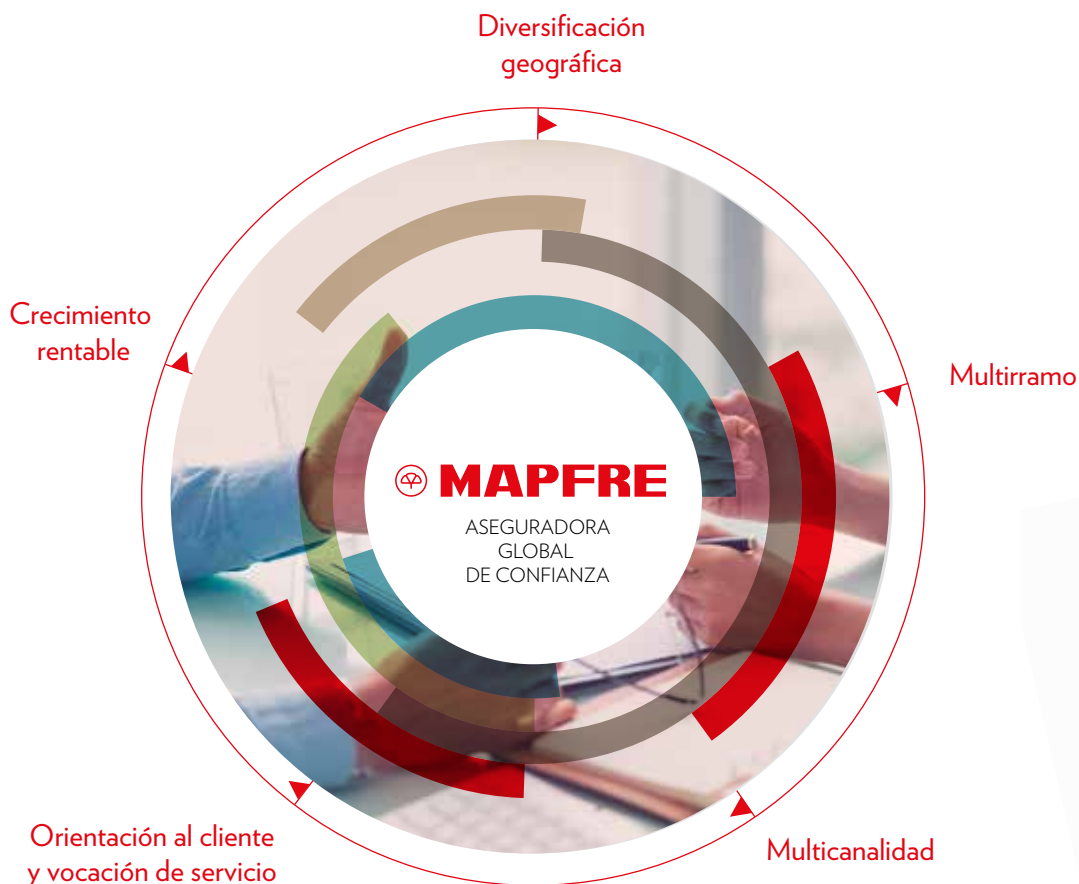 Diversificación
geográfica
Crecimiento
rentable
Multirramo
MAPFRE
ASEGURADORA
GLOBAL
DE CONFIANZA
Orientación al cliente
y vocación de servicio
Multicanalidad